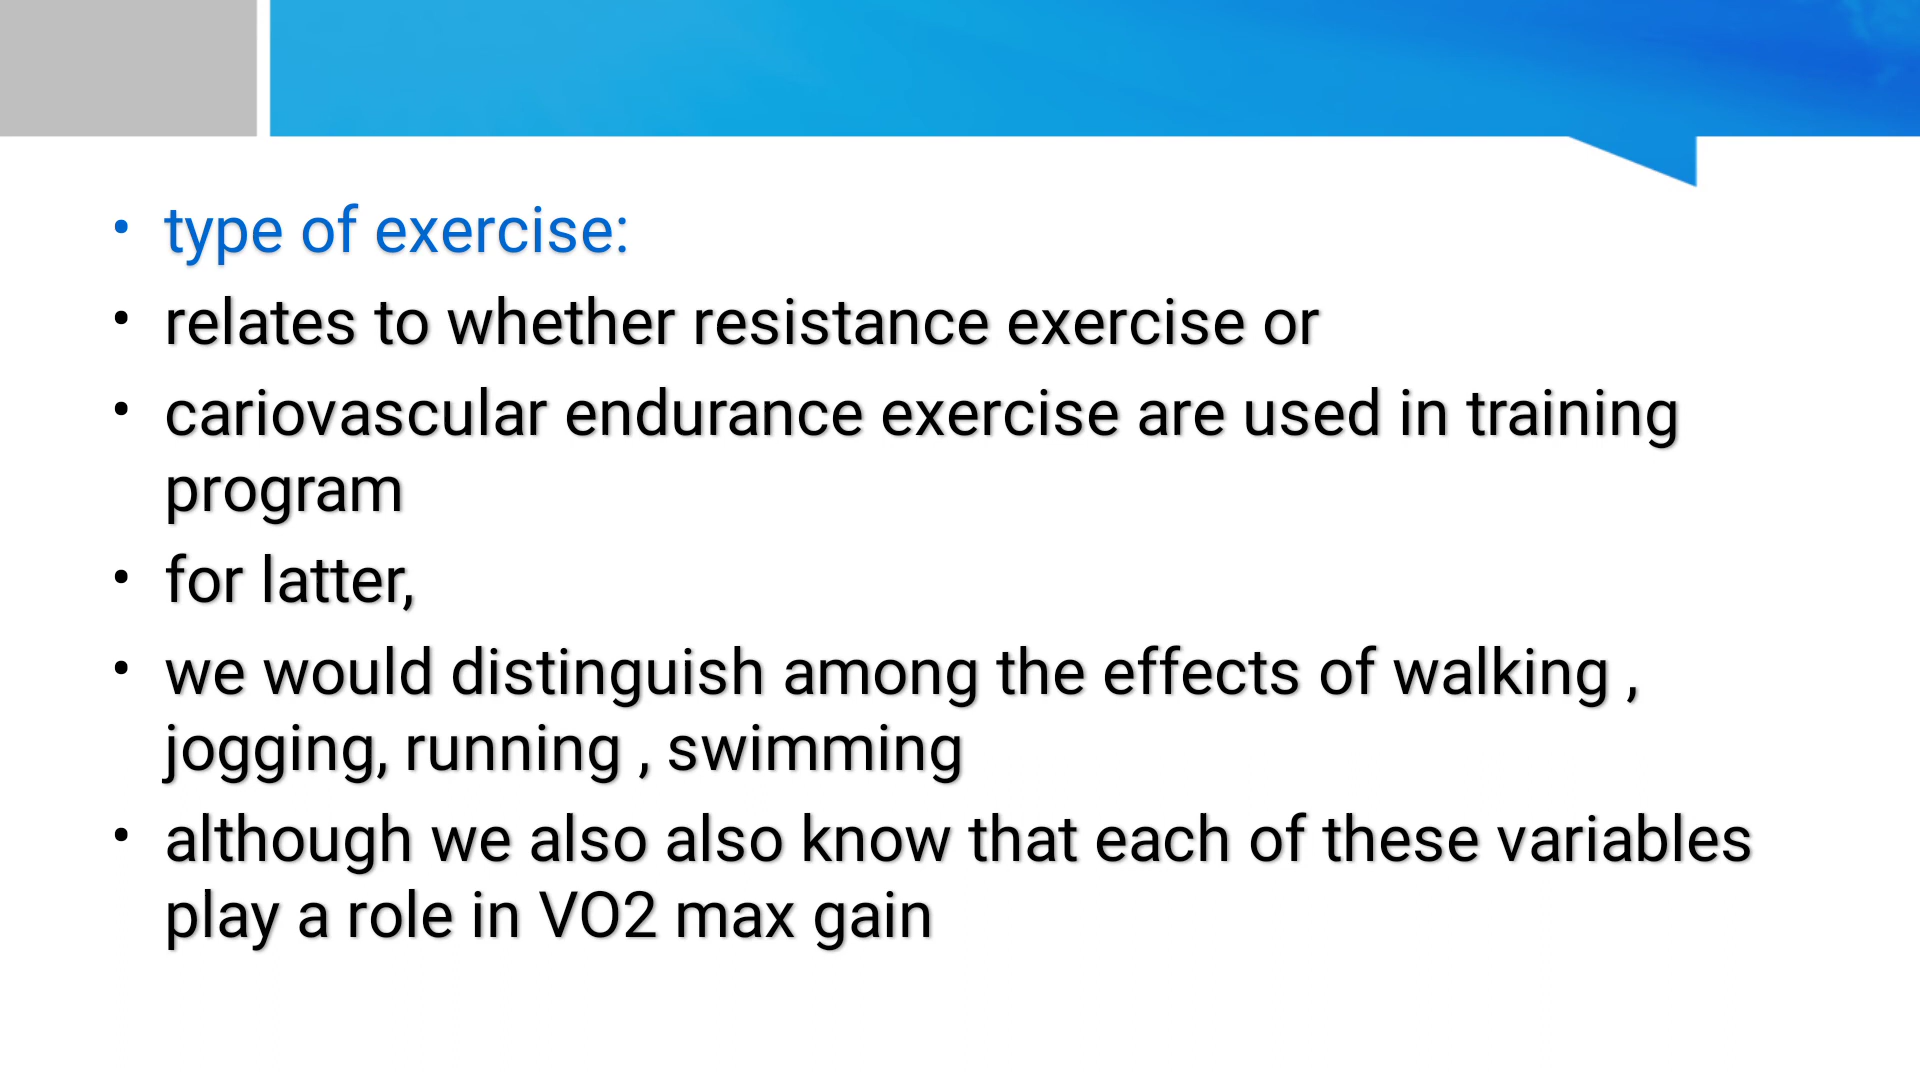 • type of exercise:
• relates to whether resistance exercise or
• cariovascular endurance exercise are used in training
program
• for latter,
• we would distinguish among the effects of walking ,
jogging, running , swimming
• although we also also know that each of these variables
play a role in VO2 max gain